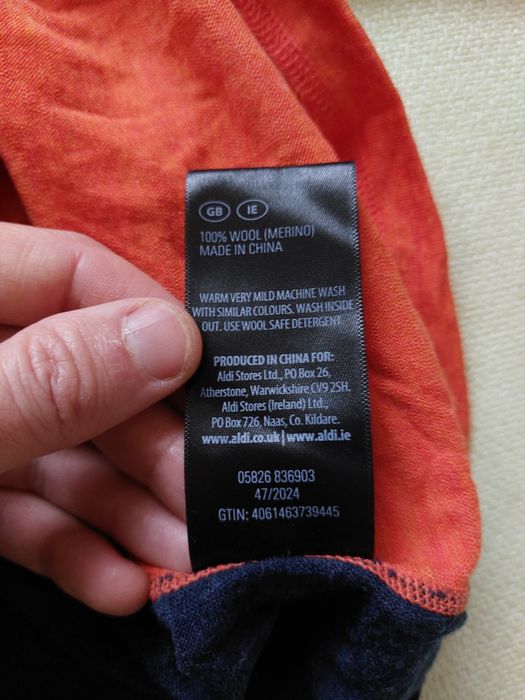 GB IE
100% WOOL (MERINO)
MADE IN CHINA
WARM VERY MILD MACHINE WASH
WITH SIMILAR COLOURS. WASH INSIDE
OUT. USE WOOL SAFE DETERGENT.
PRODUCED IN CHINA FOR:
Aldi Stores Ltd., PO Box 26,
Atherstone, Warwickshire CV9 2SH.
Aldi Stores (Ireland) Ltd.,
PO Box 726, Naas, Co. Kildare.
www.aldi.co.uk | www.aldi.ie
05826 836903
47/2024
GTIN: 4061463739445